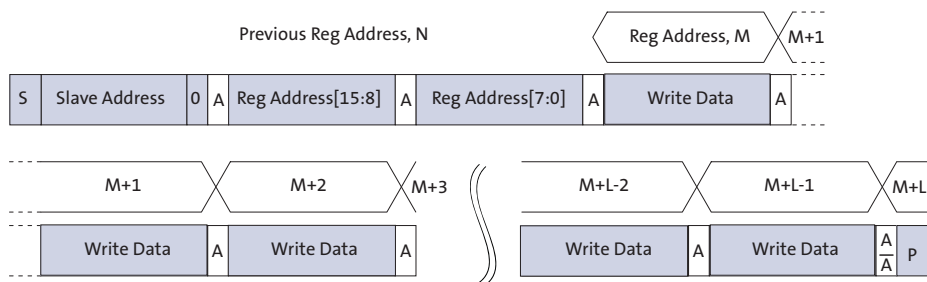 Previous Reg Address, N Reg Address, M M+1
S Slave Address 0 A Reg Address[15:8] A Reg Address[7:0] A Write Data A
M+1 M+2 M+3 M+L-2 M+L-1 M+L
Write Data A Write Data A Write Data A Write Data A/A̅ P